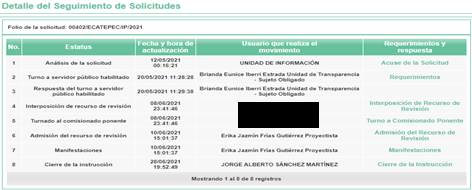 Detalle del Seguimiento de Solicitudes
Folio de la solicitud: 00402/ECATEPEC/IP/2021
No. Estatus Fecha y hora de actualización Usuario que realiza el movimiento Requerimentos y respuesta
1 Análisis de la Solicitud 12/05/2021 00:16:21 UNIDAD DE INFORMACIÓN Acuse de la Solicitud
2 Turno a servidor público habilitado 20/05/2021 11:28:28 Brianda Eunice Iberri Estrada Unidad de Transparencia - Sujeto Obligado Requerimientos
3 Respuesta del turno a servidor público habilitado 20/05/2021 11:29:38 Brianda Eunice Iberri Estrada Unidad de Transparencia - Sujeto Obligado
4 Interposición de recurso de revisión 08/06/2021 23:41:46 Interposición de Recurso de Revisión
5 Turnado al comisionado ponente 08/06/2021 23:41:46 Turno a Comisionado Ponente
6 Admisión del recurso de revisión 10/06/2021 15:01:37 Erika Jazmín Frías Gutiérrez Proyectista Admisión del Recurso de Revisión
7 Manifestaciones 10/06/2021 15:01:37 Erika Jazmín Frías Gutiérrez Proyectista Manifestaciones
8 Cierre de la instrucción 28/06/2021 19:52:49 JORGE ALBERTO SÁNCHEZ MARTÍNEZ Cierre de la Instrucción
Mostrando 1 al 8 de 8 registros